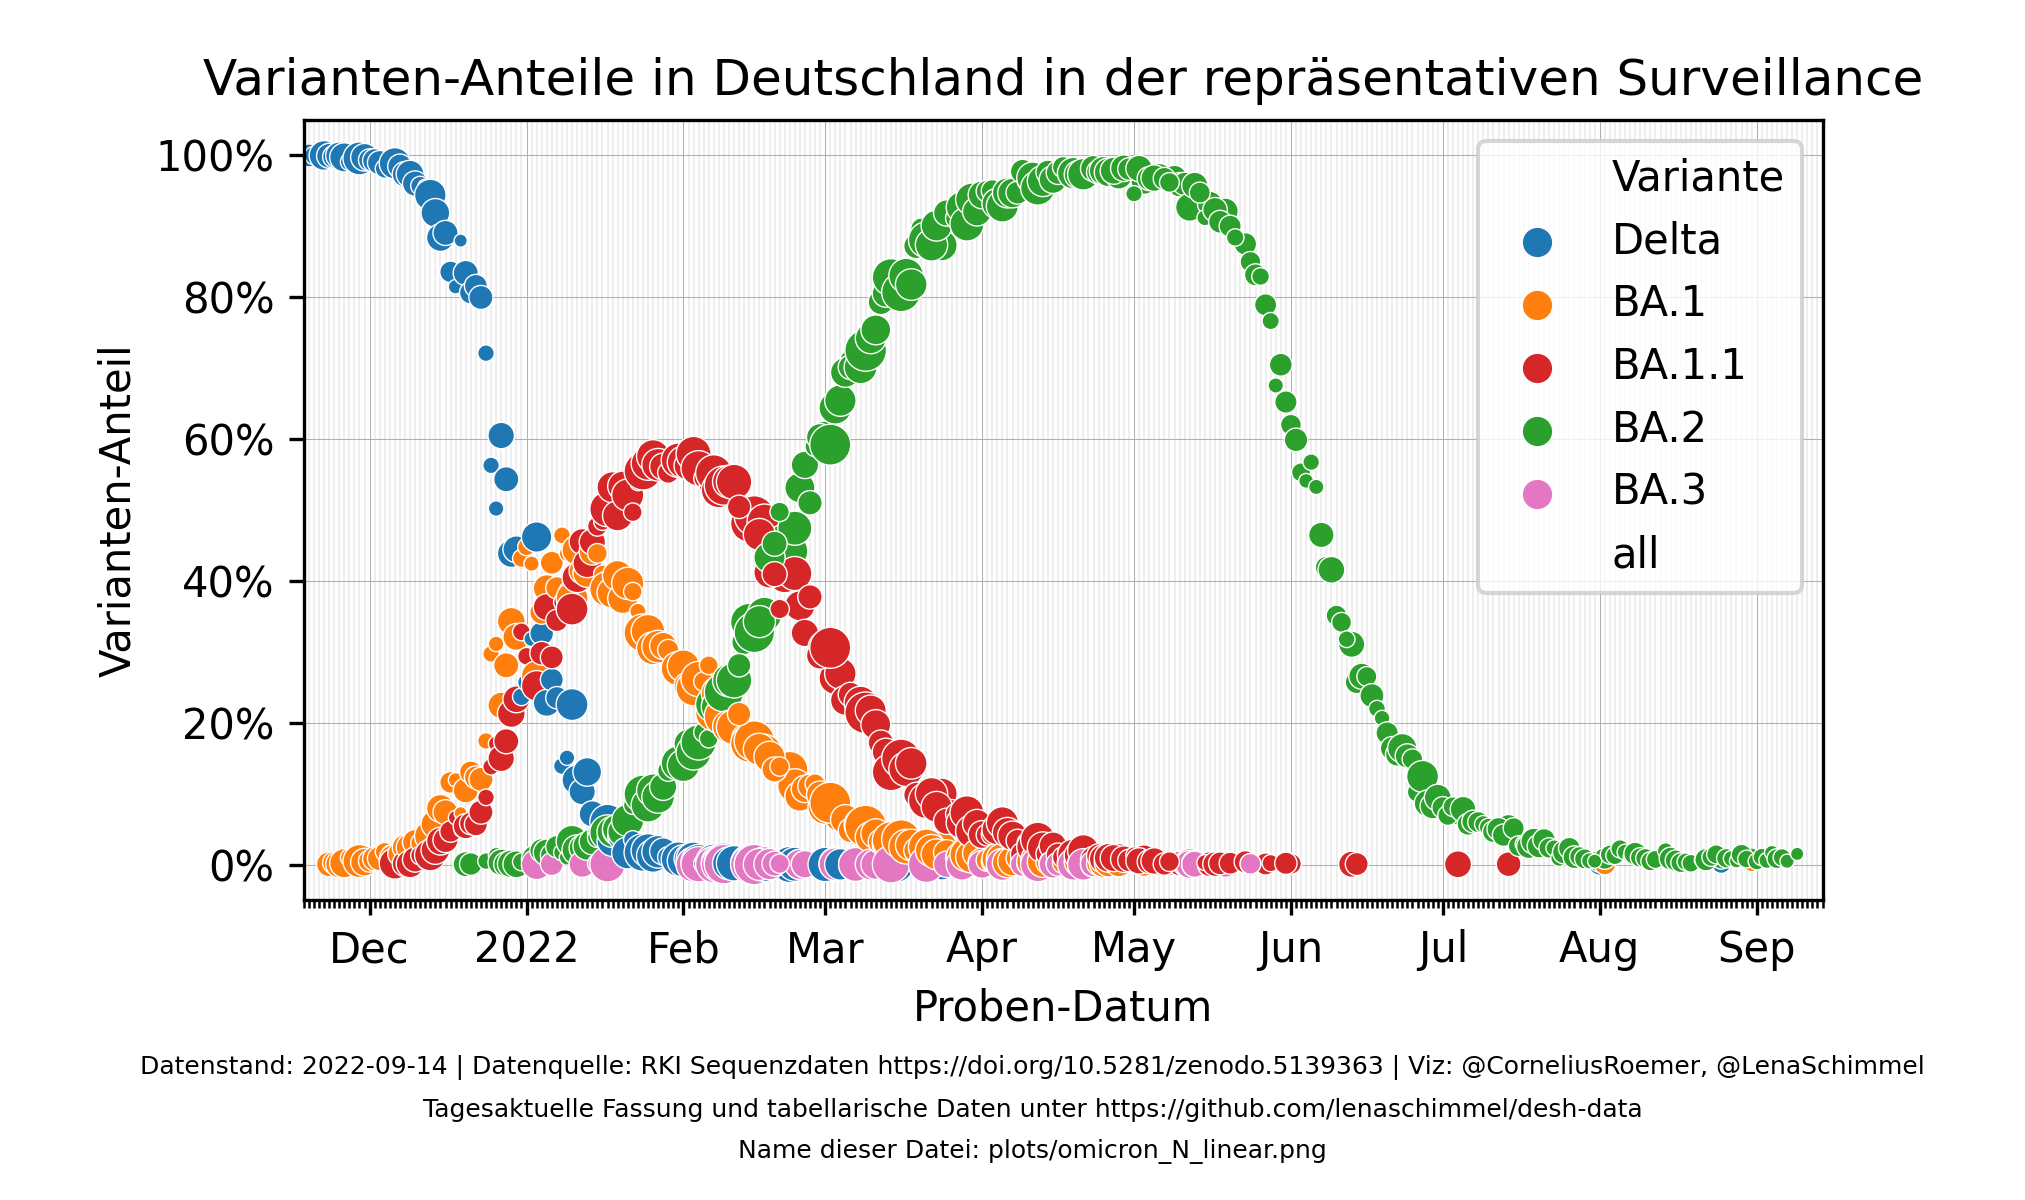 Varianten-Anteile in Deutschland in der repräsentativen Surveillance
Varianten-Anteil
100%
80%
60%
40%
20%
0%
Variante
Delta
BA.1
BA.1.1
BA.2
BA.3
all
Dec
2022
Feb
Mar
Apr
May
Jun
Jul
Aug
Sep
Proben-Datum
Datenstand: 2022-09-14 | Datenquelle: RKI Sequenzdaten https://doi.org/10.5281/zenodo.5139363 | Viz: @CorneliusRoemer, @LenaSchimmel
Tagesaktuelle Fassung und tabellarische Daten unter https://github.com/lenaschimmel/desh-data
Name dieser Datei: plots/omicron_N_linear.png